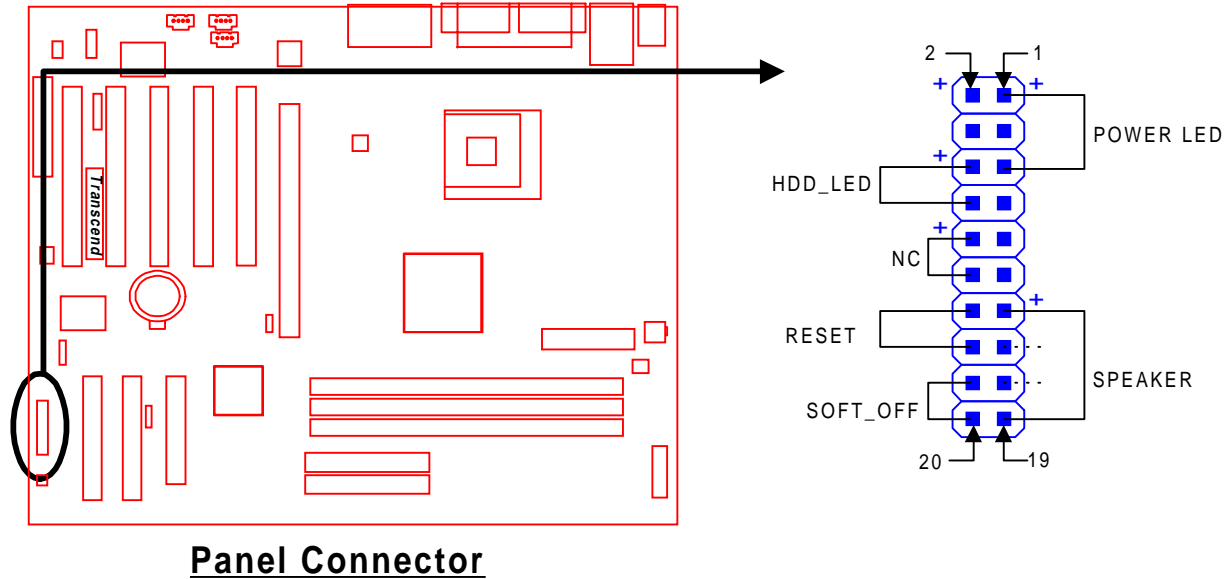 2 1
+ +
POWER LED
+
HDD_LED
+
NC
+
RESET
SPEAKER
SOFT_OFF
20 19
Transcend
Panel Connector